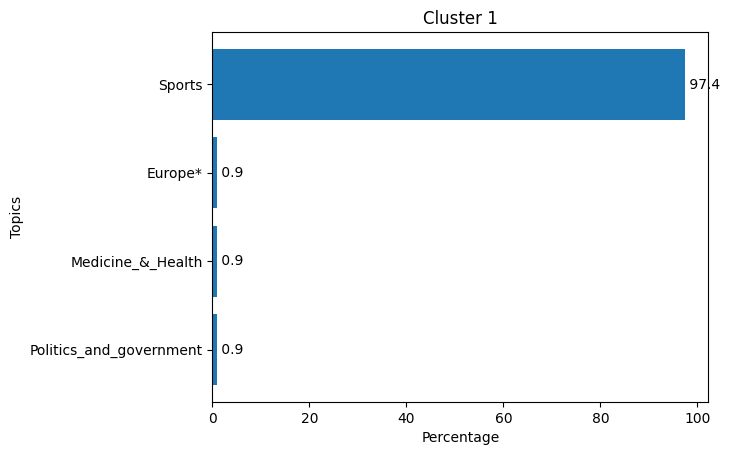 Cluster 1
Topics
Sports
97.4
Europe*
0.9
Medicine_&_Health
0.9
Politics_and_government
0.9
0 20 40 60 80 100
Percentage